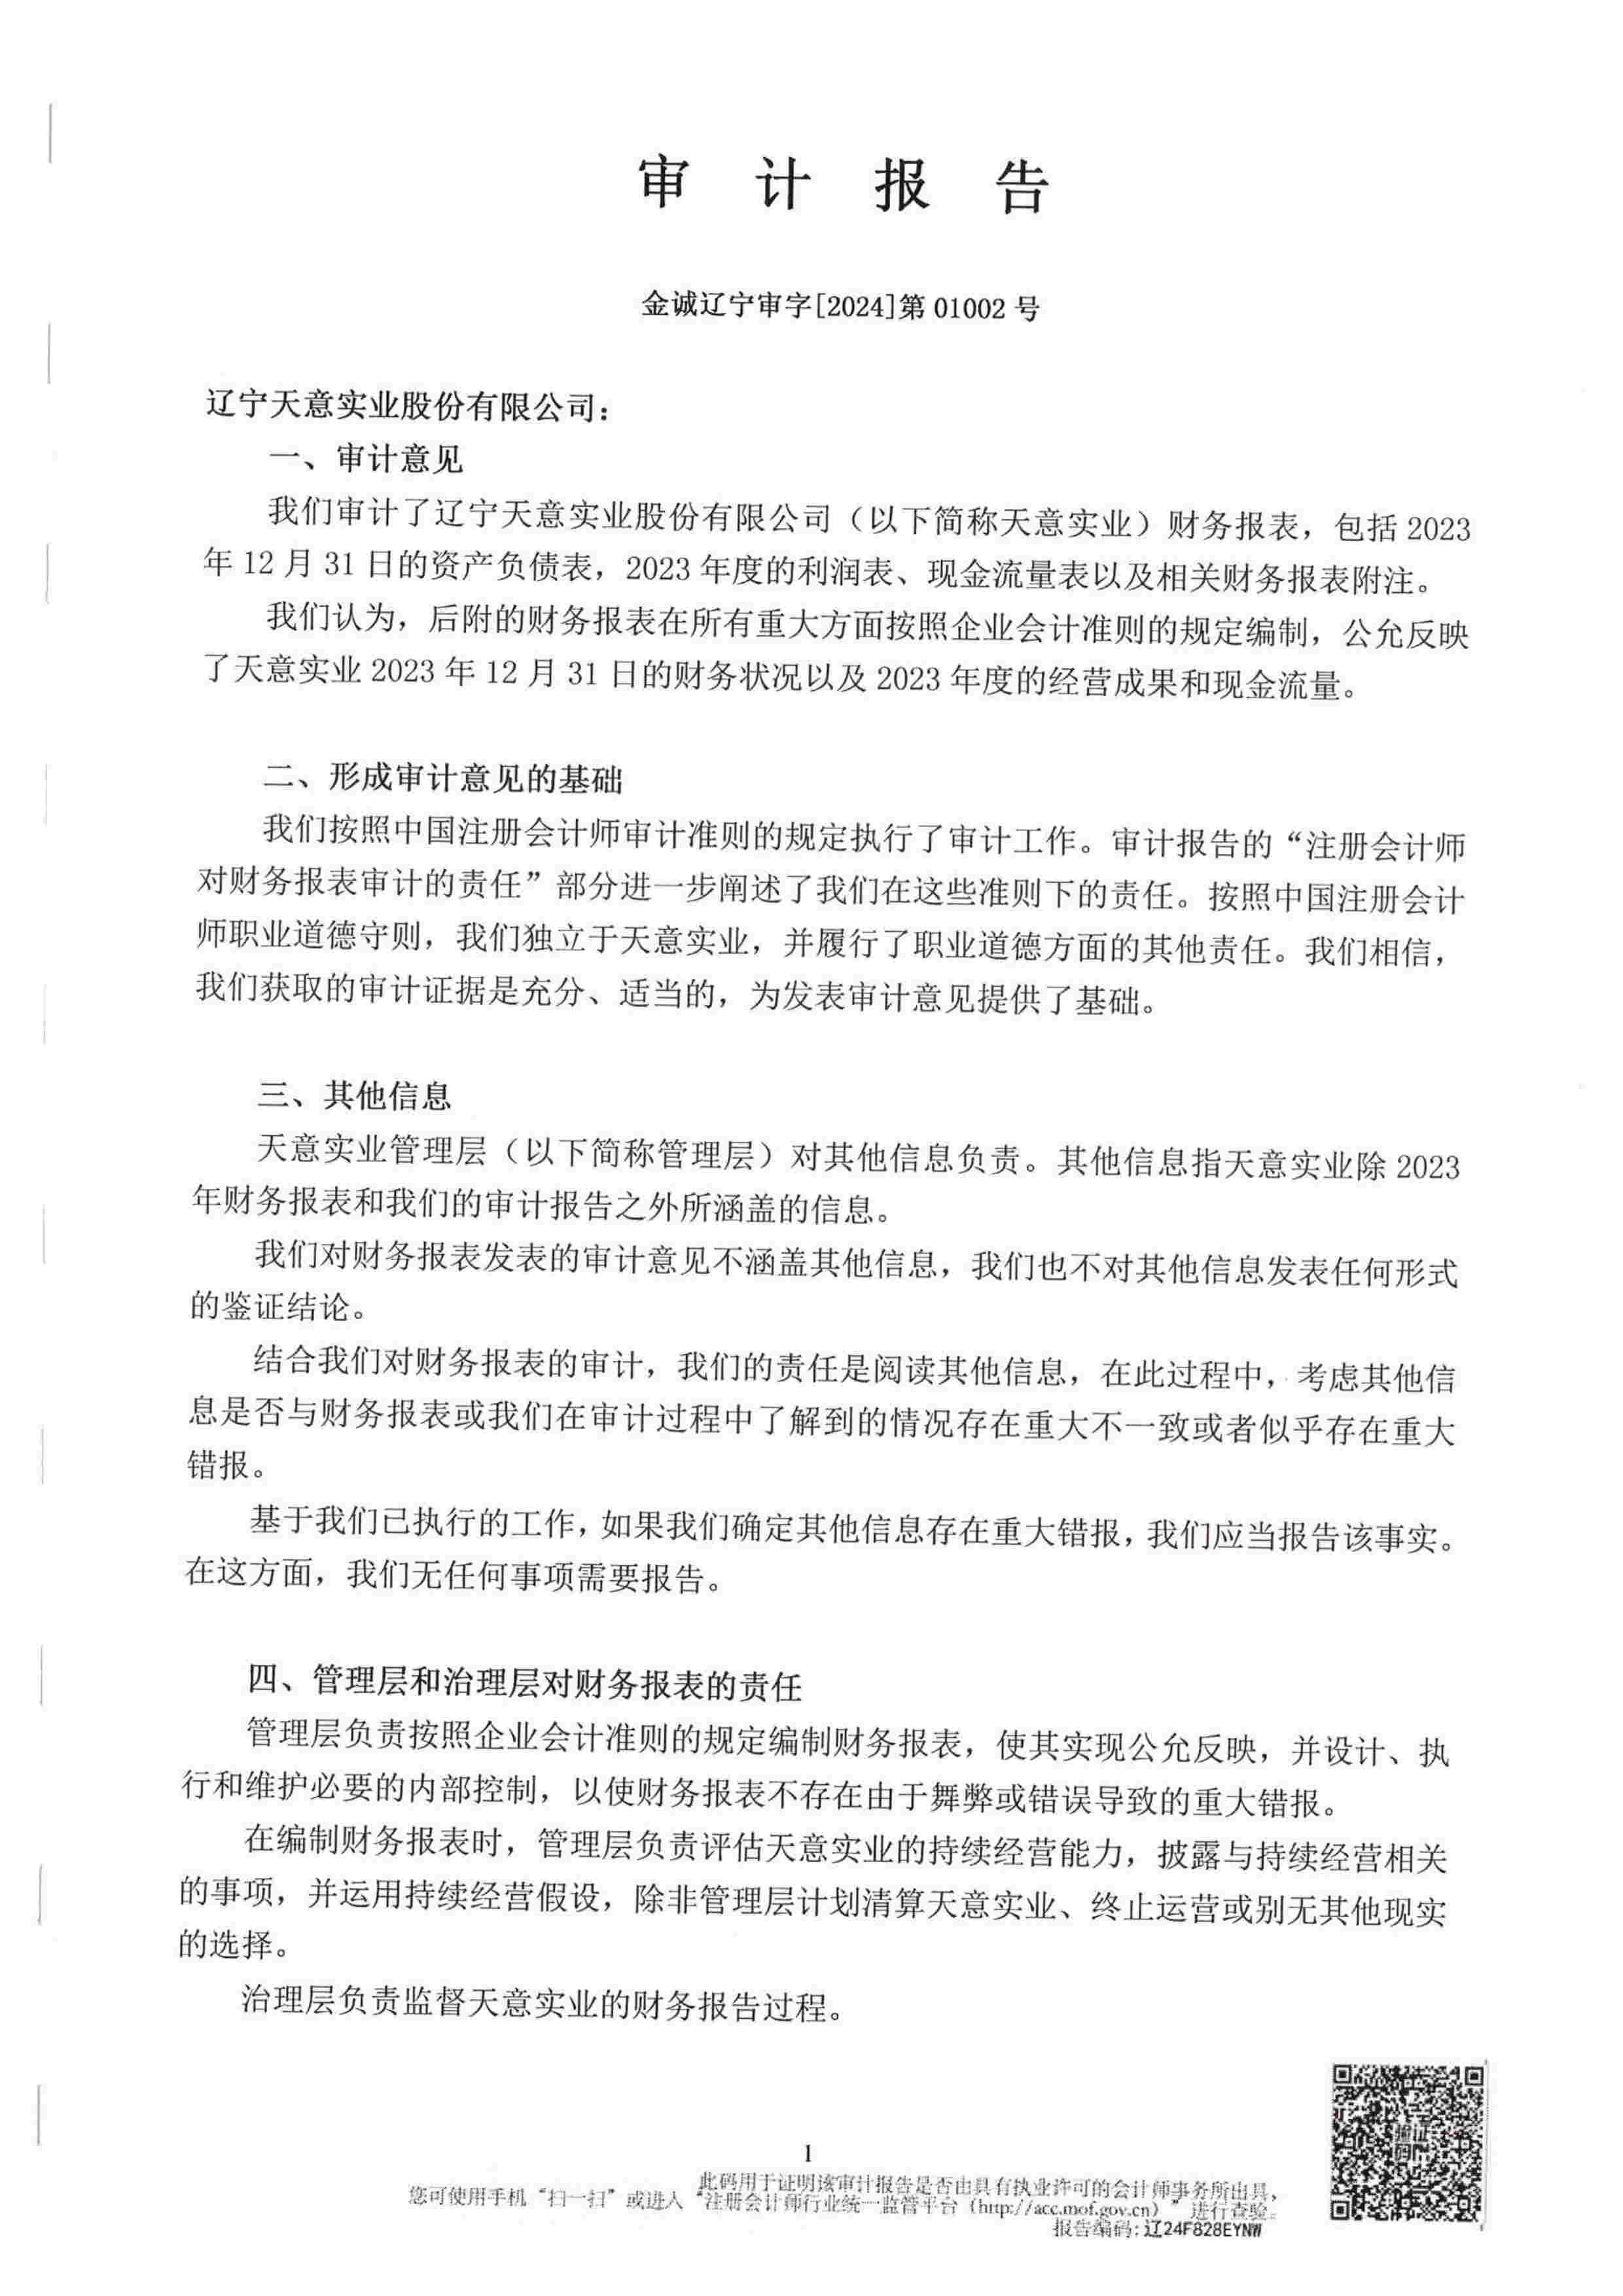 审 计 报 告
金诚辽宁审字[2024]第 01002 号
辽宁天意实业股份有限公司：
一、审计意见
我们审计了辽宁天意实业股份有限公司（以下简称天意实业）财务报表，包括 2023
年 12 月 31 日的资产负债表，2023 年度的利润表、现金流量表以及相关财务报表附注。
我们认为，后附的财务报表在所有重大方面按照企业会计准则的规定编制，公允反映
了天意实业 2023 年 12 月 31 日的财务状况以及 2023 年度的经营成果和现金流量。
二、形成审计意见的基础
我们按照中国注册会计师审计准则的规定执行了审计工作。审计报告的“注册会计师
对财务报表审计的责任”部分进一步阐述了我们在这些准则下的责任。按照中国注册会计
师职业道德守则，我们独立于天意实业，并履行了职业道德方面的其他责任。我们相信，
我们获取的审计证据是充分、适当的，为发表审计意见提供了基础。
三、其他信息
天意实业管理层（以下简称管理层）对其他信息负责。其他信息指天意实业除 2023
年财务报表和我们的审计报告之外所涵盖的信息。
我们对财务报表发表的审计意见不涵盖其他信息，我们也不对其他信息发表任何形式
的鉴证结论。
结合我们对财务报表的审计，我们的责任是阅读其他信息，在此过程中，考虑其他信
息是否与财务报表或我们在审计过程中了解到的情况存在重大不一致或者似乎存在重大
错报。
基于我们已执行的工作，如果我们确定其他信息存在重大错报，我们应当报告该事实。
在这方面，我们无任何事项需要报告。
四、管理层和治理层对财务报表的责任
管理层负责按照企业会计准则的规定编制财务报表，使其实现公允反映，并设计、执
行和维护必要的内部控制，以使财务报表不存在由于舞弊或错误导致的重大错报。
在编制财务报表时，管理层负责评估天意实业的持续经营能力，披露与持续经营相关
的事项，并运用持续经营假设，除非管理层计划清算天意实业、终止运营或别无其他现实
的选择。
治理层负责监督天意实业的财务报告过程。
验证码
1
此码用于证明该审计报告是否由具有执业许可的会计师事务所出具，
您可使用手机“扫一扫”或进入“注册会计师行业统一监管平台（http://acc.mof.gov.cn）”进行查验。
报告编码：辽24F828EYNW